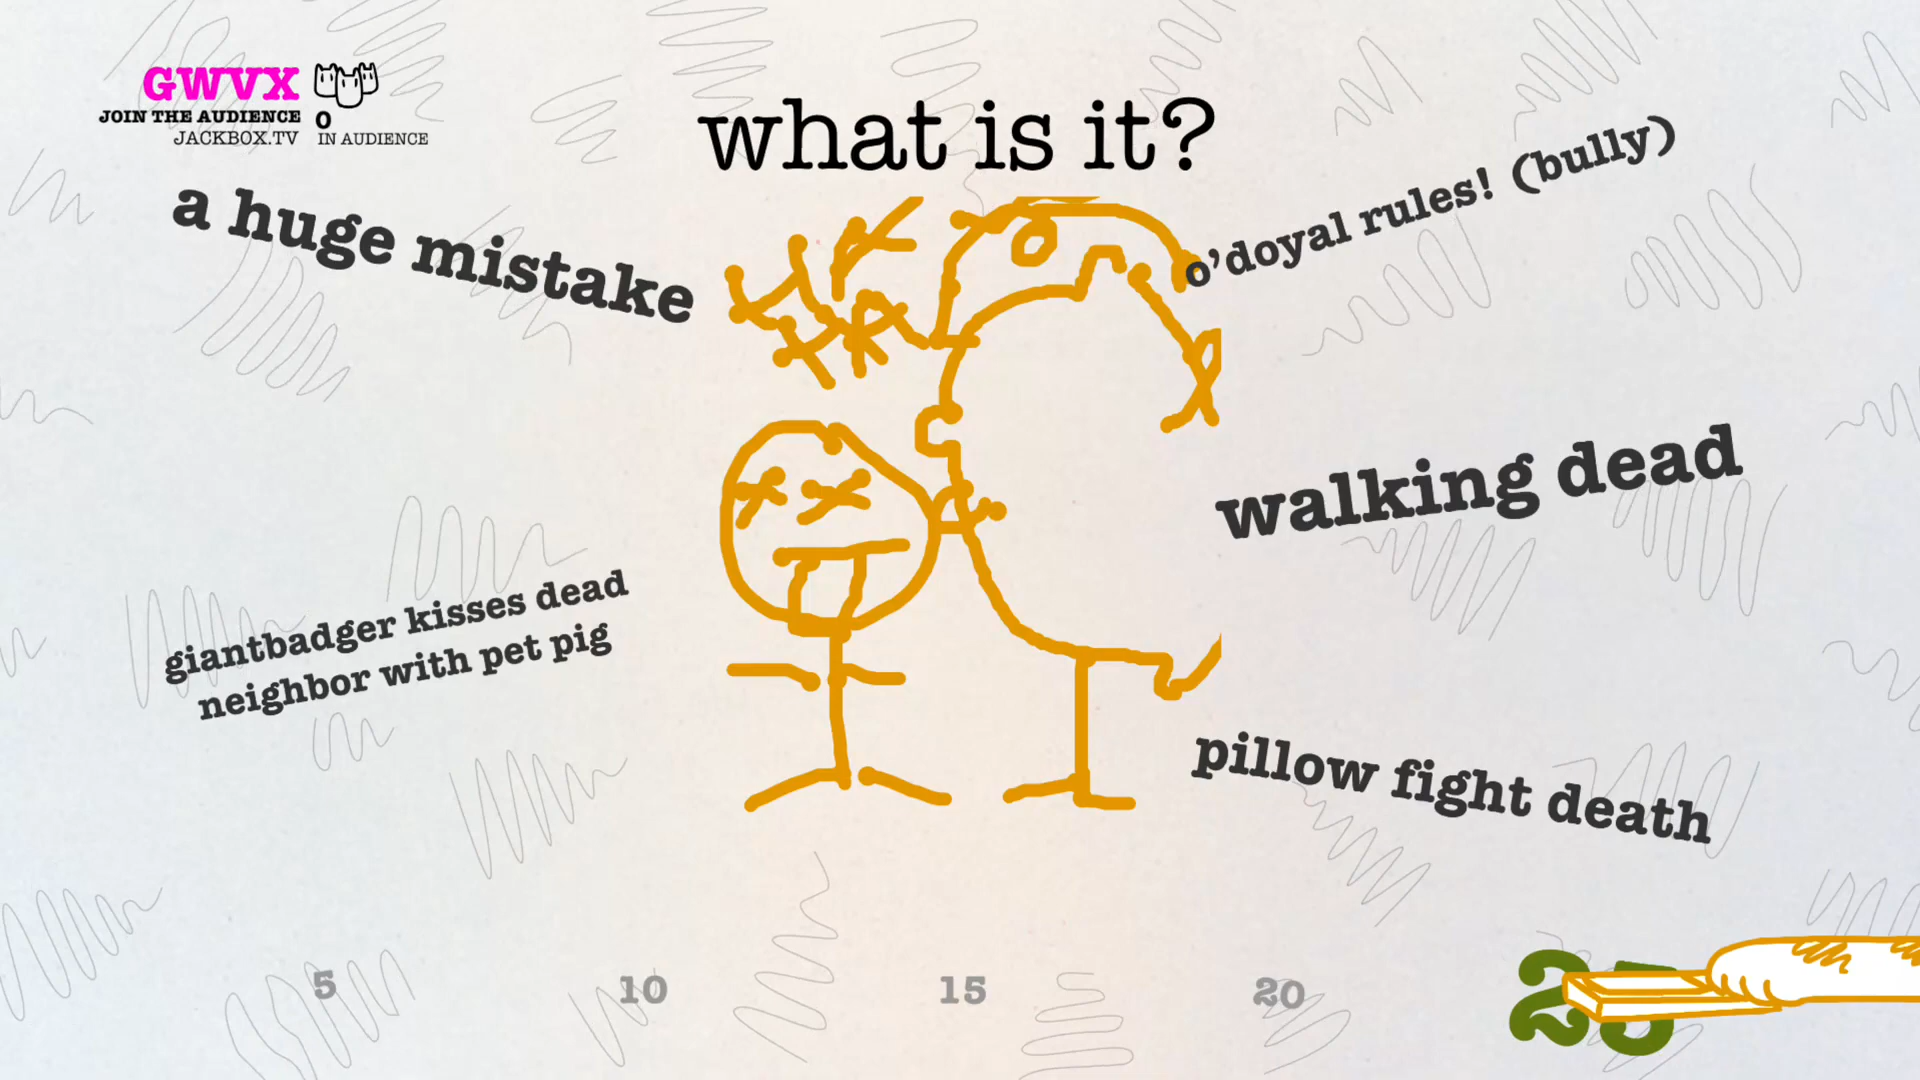 GWVX
JOIN THE AUDIENCE
JACKBOX.TV
0
IN AUDIENCE
what is it?
a huge mistake
o'doyal rules! (bully)
walking dead
giantbadger kisses dead
neighbor with pet pig
pillow fight death
5
10
15
20
25